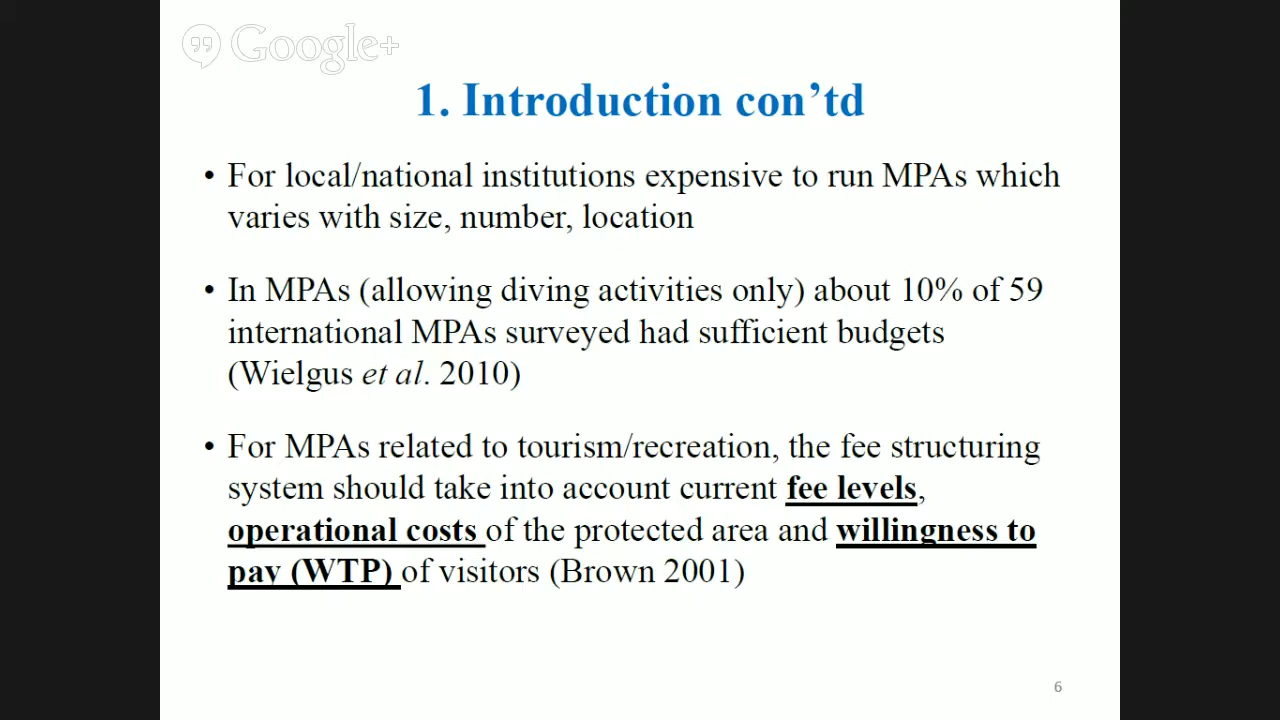 Google+
1. Introduction con’td
• For local/national institutions expensive to run MPAs which
varies with size, number, location
• In MPAs (allowing diving activities only) about 10% of 59
international MPAs surveyed had sufficient budgets
(Wielgus et al. 2010)
• For MPAs related to tourism/recreation, the fee structuring
system should take into account current fee levels,
operational costs of the protected area and willingness to
pay (WTP) of visitors (Brown 2001)
6